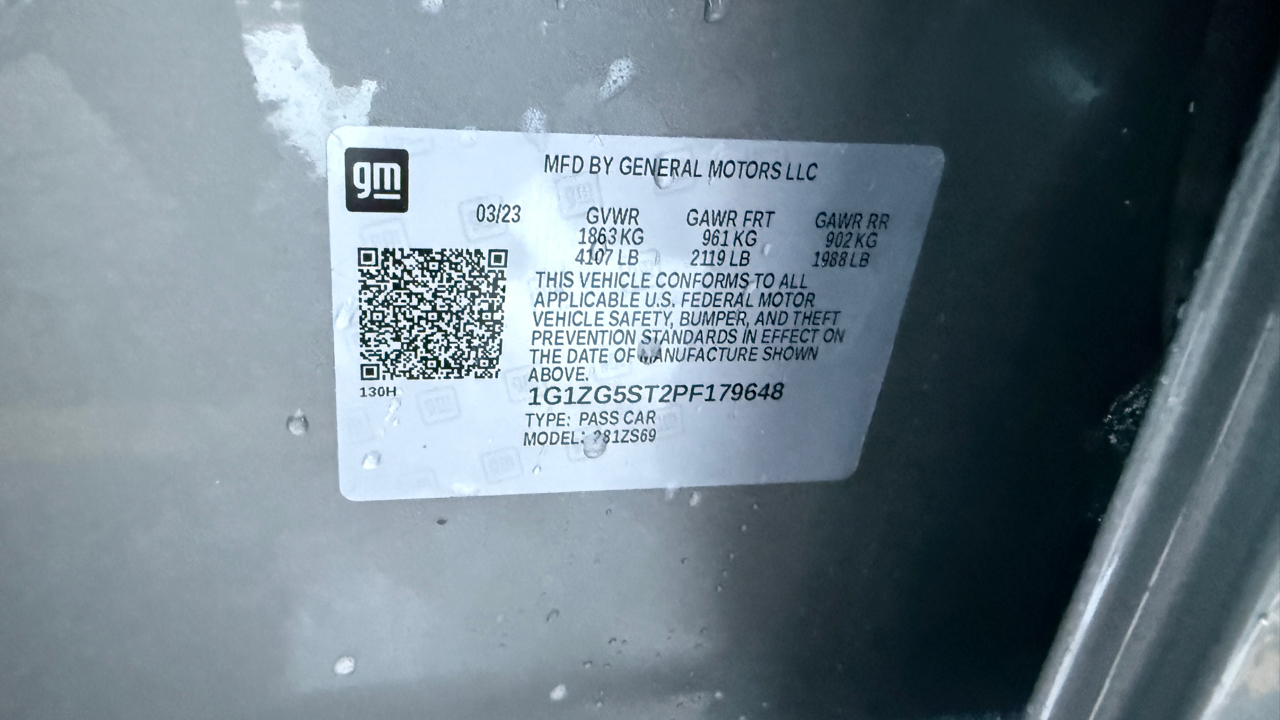 gm
MFD BY GENERAL MOTORS LLC
03/23 GVWR GAWR FRT GAWR RR
1863 KG 961 KG 902 KG
4107 LB 2119 LB 1988 LB
THIS VEHICLE CONFORMS TO ALL
APPLICABLE U.S. FEDERAL MOTOR
VEHICLE SAFETY, BUMPER, AND THEFT
PREVENTION STANDARDS IN EFFECT ON
THE DATE OF MANUFACTURE SHOWN
ABOVE.
130H
1G1ZG5ST2PF179648
TYPE: PASS CAR
MODEL: